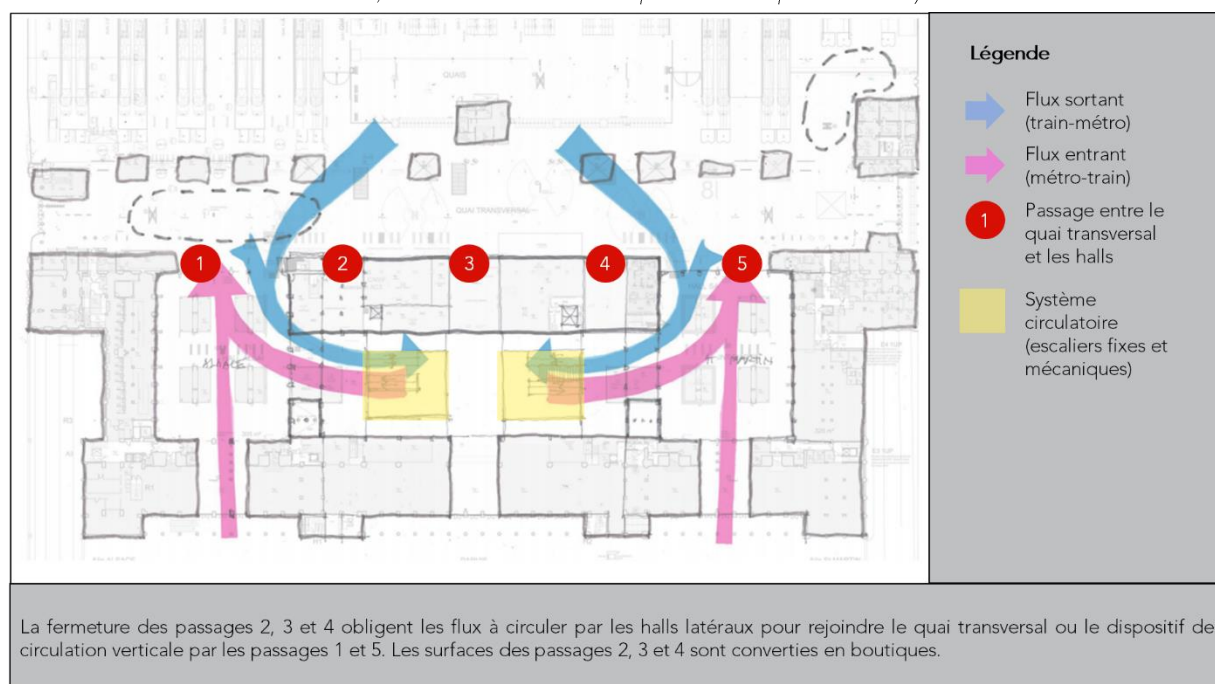 Légende
Flux sortant
(train-métro)
Flux entrant
(métro-train)
1 Passage entre le
quai transversal
et les halls
Système
circulatoire
(escaliers fixes et
mécaniques)
QUAIS
QUAI TRANSVERSAL
1 2 3 4 5
La fermeture des passages 2, 3 et 4 obligent les flux à circuler par les halls latéraux pour rejoindre le quai transversal ou le dispositif de
circulation verticale par les passages 1 et 5. Les surfaces des passages 2, 3 et 4 sont converties en boutiques.